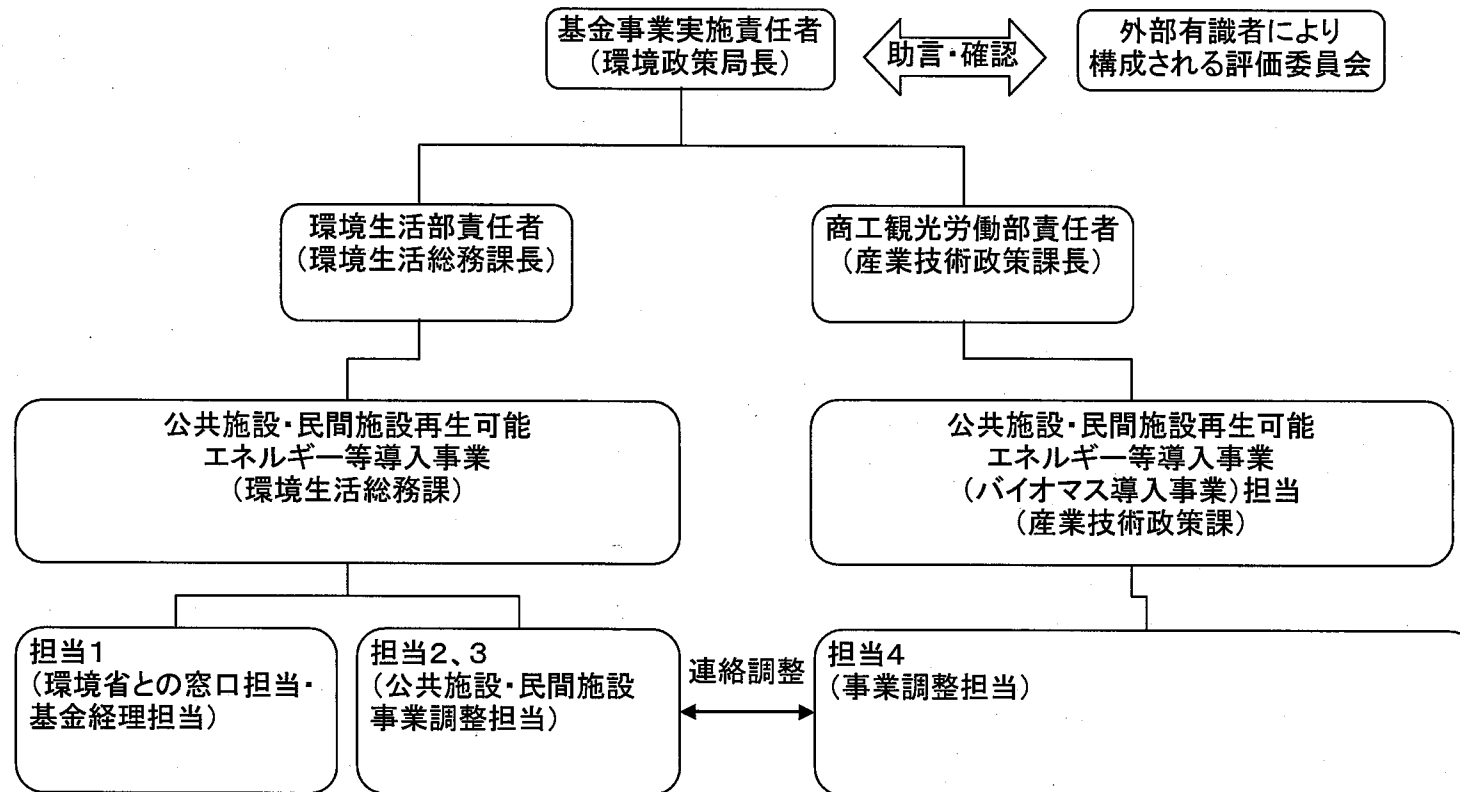 基金事業実施責任者
(環境政策局長)
助言・確認
外部有識者により
構成される評価委員会
環境生活部責任者
(環境生活総務課長)
商工観光労働部責任者
(産業技術政策課長)
公共施設・民間施設再生可能
エネルギー等導入事業
(環境生活総務課)
公共施設・民間施設再生可能
エネルギー等導入事業
(バイオマス導入事業)担当
(産業技術政策課)
担当1
(環境省との窓口担当・
基金経理担当)
担当2、3
(公共施設・民間施設
事業調整担当)
連絡調整
担当4
(事業調整担当)